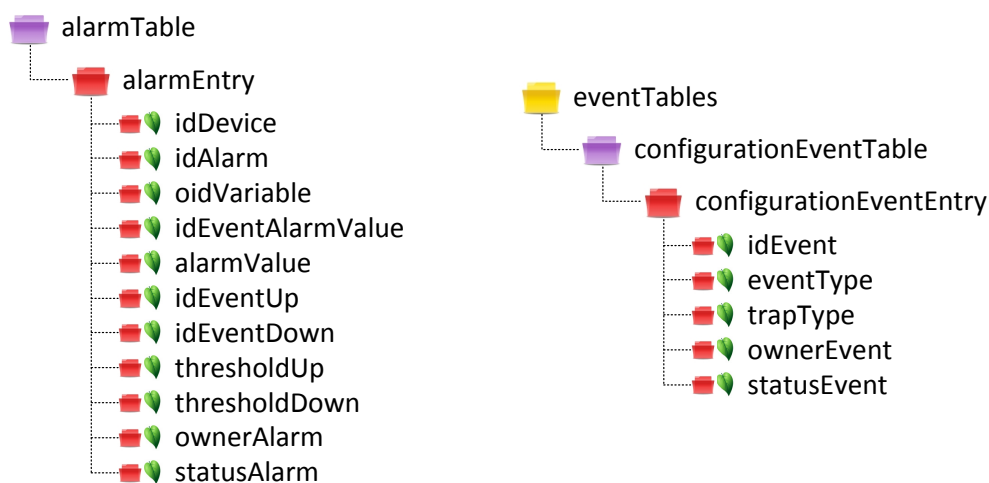 alarmTable
alarmEntry
idDevice
idAlarm
oidVariable
idEventAlarmValue
alarmValue
idEventUp
idEventDown
thresholdUp
thresholdDown
ownerAlarm
statusAlarm
eventTables
configurationEventTable
configurationEventEntry
idEvent
eventType
trapType
ownerEvent
statusEvent